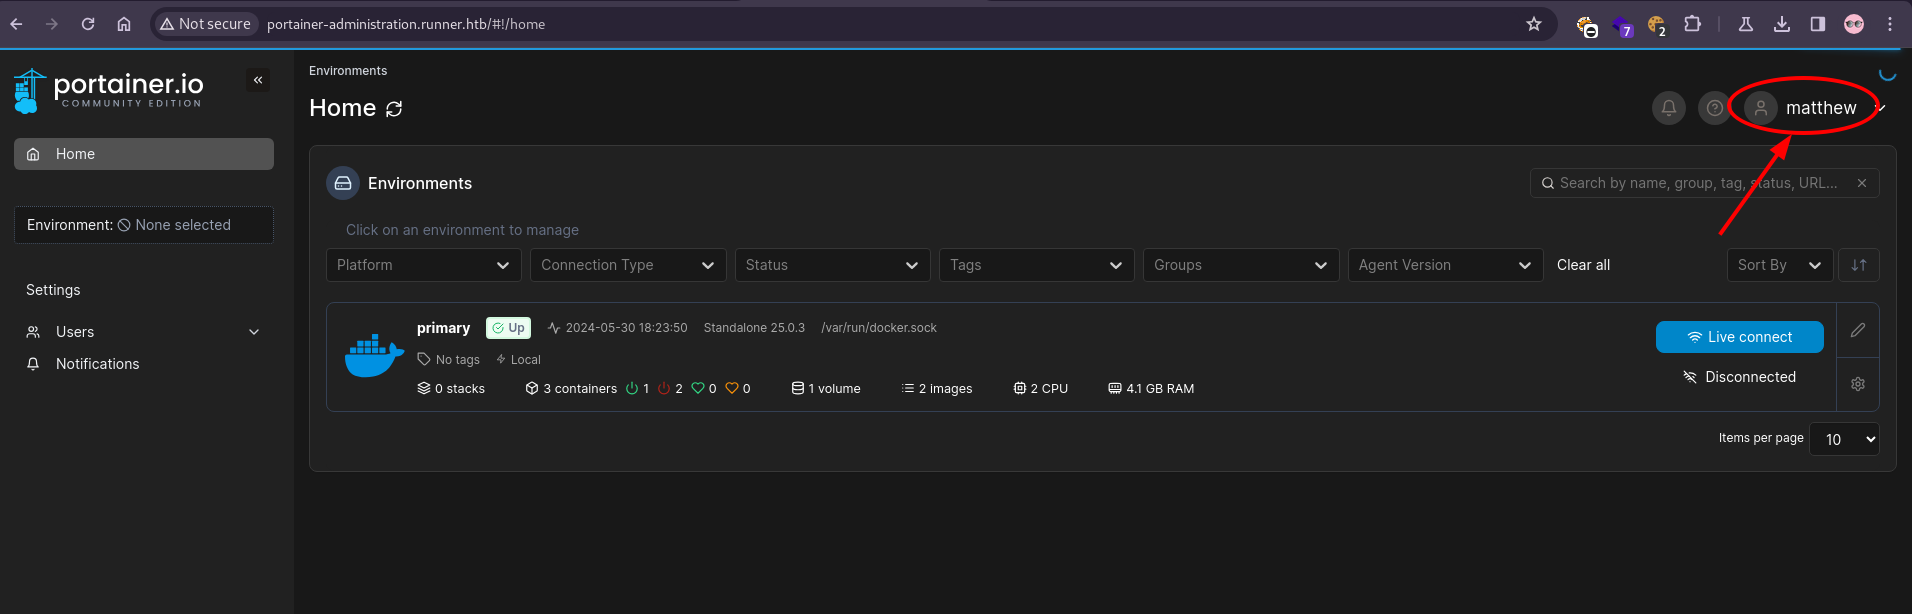 Not secure portainer-administration.runner.htb/#!/home
7 2
portainer.io
COMMUNITY EDITION
«
Home
Environment: None selected
Settings
Users
Notifications
Environments
Home
matthew
Environments
Search by name, group, tag, status, URL...
Click on an environment to manage
Platform Connection Type Status Tags Groups Agent Version Clear all Sort By
primary Up 2024-05-30 18:23:50 Standalone 25.0.3 /var/run/docker.sock
No tags Local
0 stacks 3 containers 1 2 0 0 1 volume 2 images 2 CPU 4.1 GB RAM
Live connect
Disconnected
Items per page 10